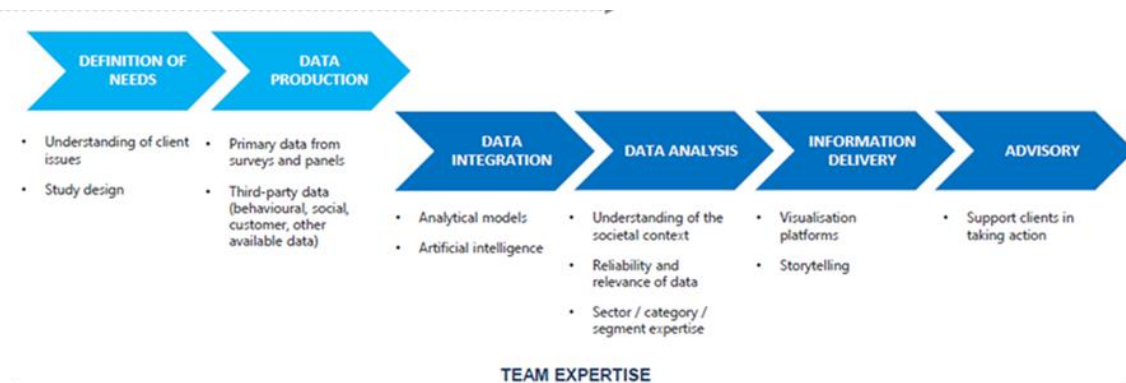 DEFINITION OF
NEEDS
DATA
PRODUCTION
• Understanding of client
issues
• Study design
• Primary data from
surveys and panels
• Third-party data
(behavioural, social,
customer, other
available data)
DATA
INTEGRATION
DATA ANALYSIS
INFORMATION
DELIVERY
ADVISORY
• Analytical models
• Artificial intelligence
• Understanding of the
societal context
• Reliability and
relevance of data
• Sector / category /
segment expertise
• Visualisation
platforms
• Storytelling
• Support clients in
taking action
TEAM EXPERTISE